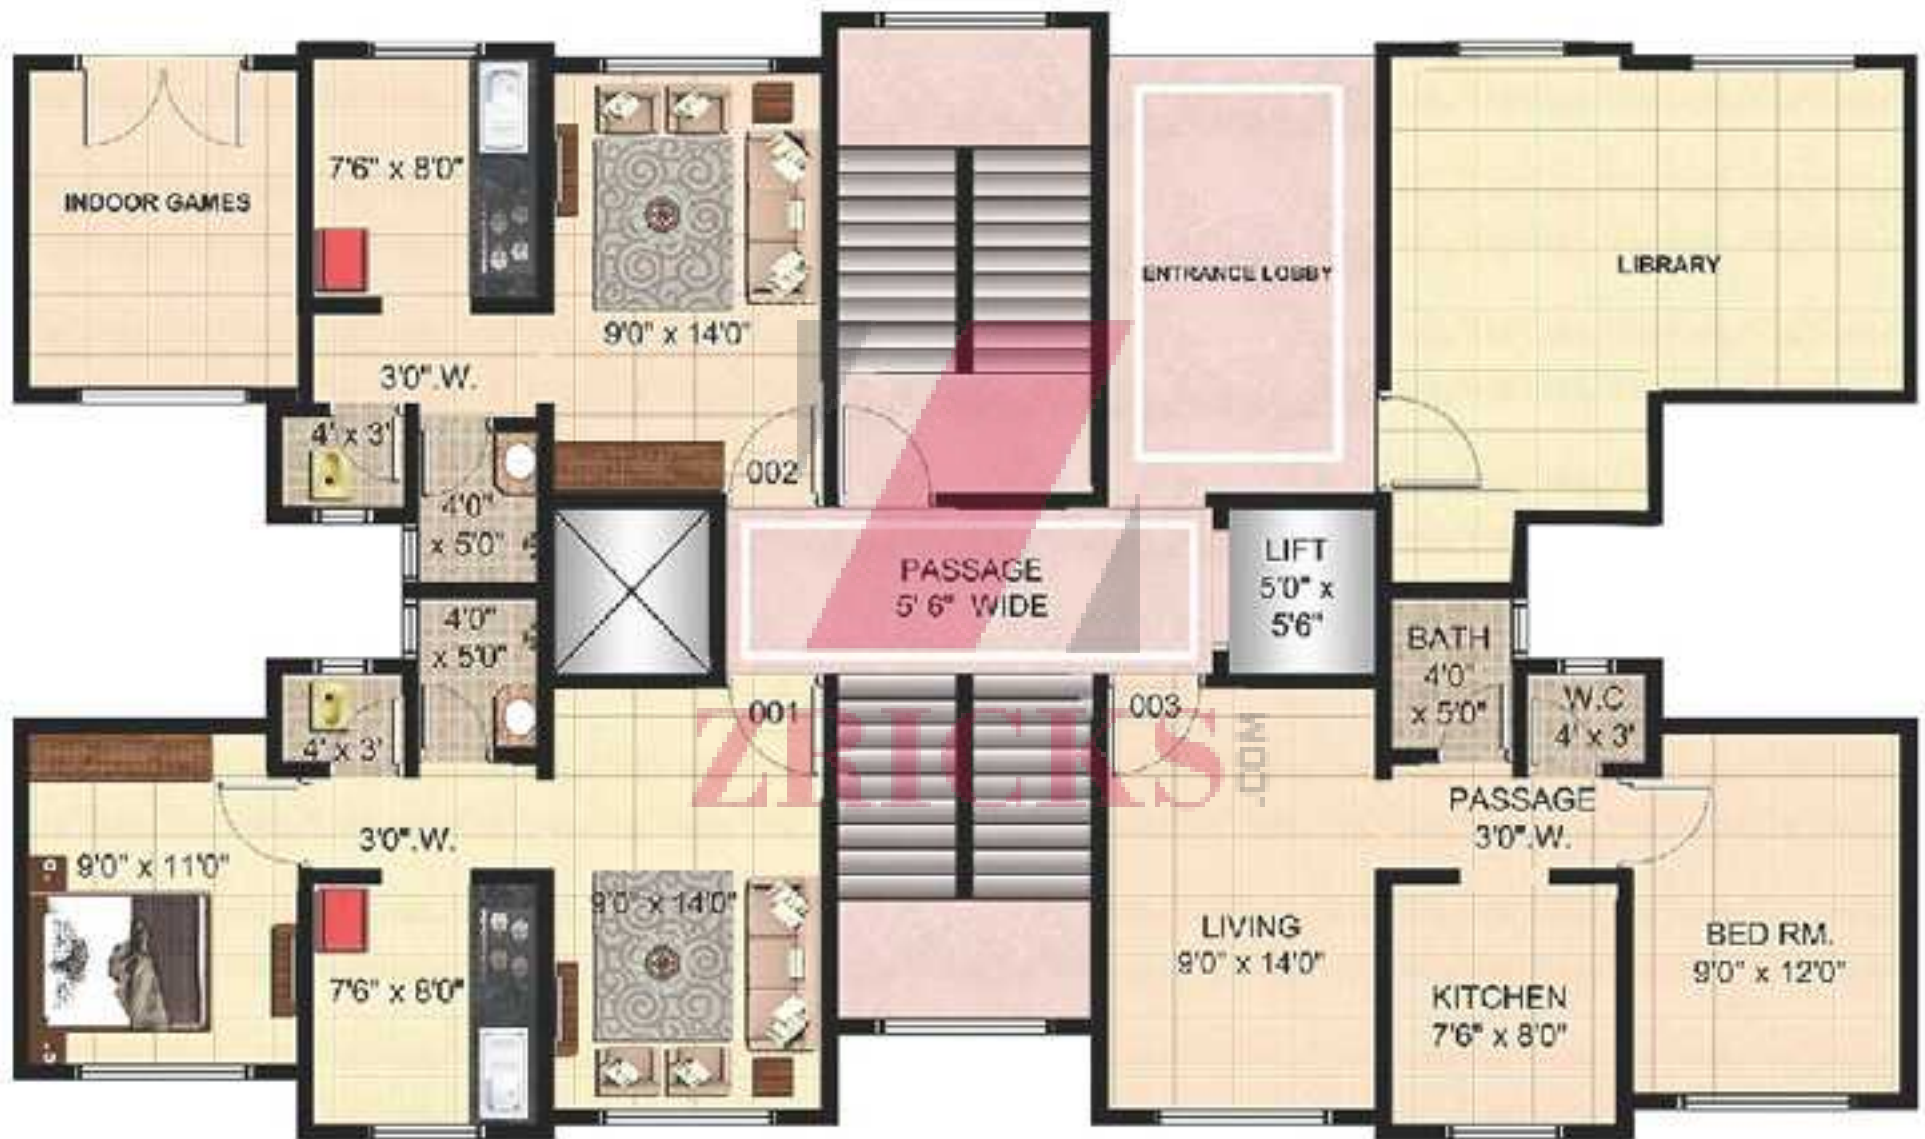 INDOOR GAMES
7'6" x 8'0"
9'0" x 14'0"
3'0".W.
4' x 3'
4'0"
x 5'0"
002
ENTRANCE LOBBY
LIBRARY
PASSAGE
5' 6" WIDE
LIFT
5'0" x
5'6"
4'0"
x 5'0"
4' x 3'
001
003
BATH
4'0"
x 5'0"
W.C
4' x 3'
ZRICKS
.COM
PASSAGE
3'0".W.
3'0".W.
9'0" x 11'0"
9'0" x 14'0"
7'6" x 8'0"
LIVING
9'0" x 14'0"
KITCHEN
7'6" x 8'0"
BED RM.
9'0" x 12'0"